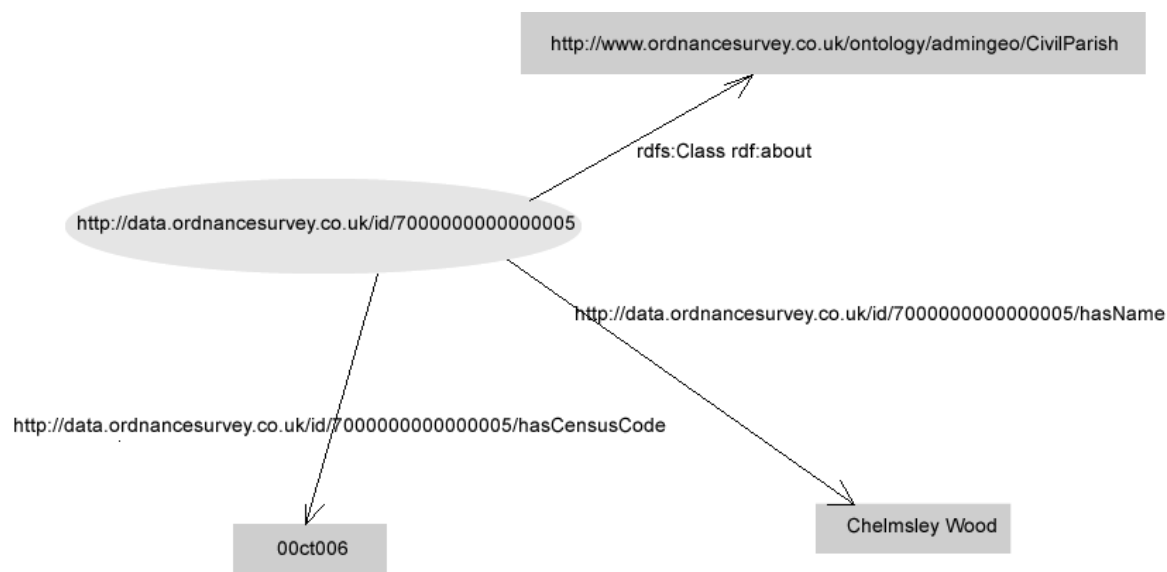 http://www.ordnancesurvey.co.uk/ontology/admingeo/CivilParish
rdfs:Class rdf:about
http://data.ordnancesurvey.co.uk/id/7000000000000005
http://data.ordnancesurvey.co.uk/id/7000000000000005/hasName
http://data.ordnancesurvey.co.uk/id/7000000000000005/hasCensusCode
Chelmsley Wood
00ct006